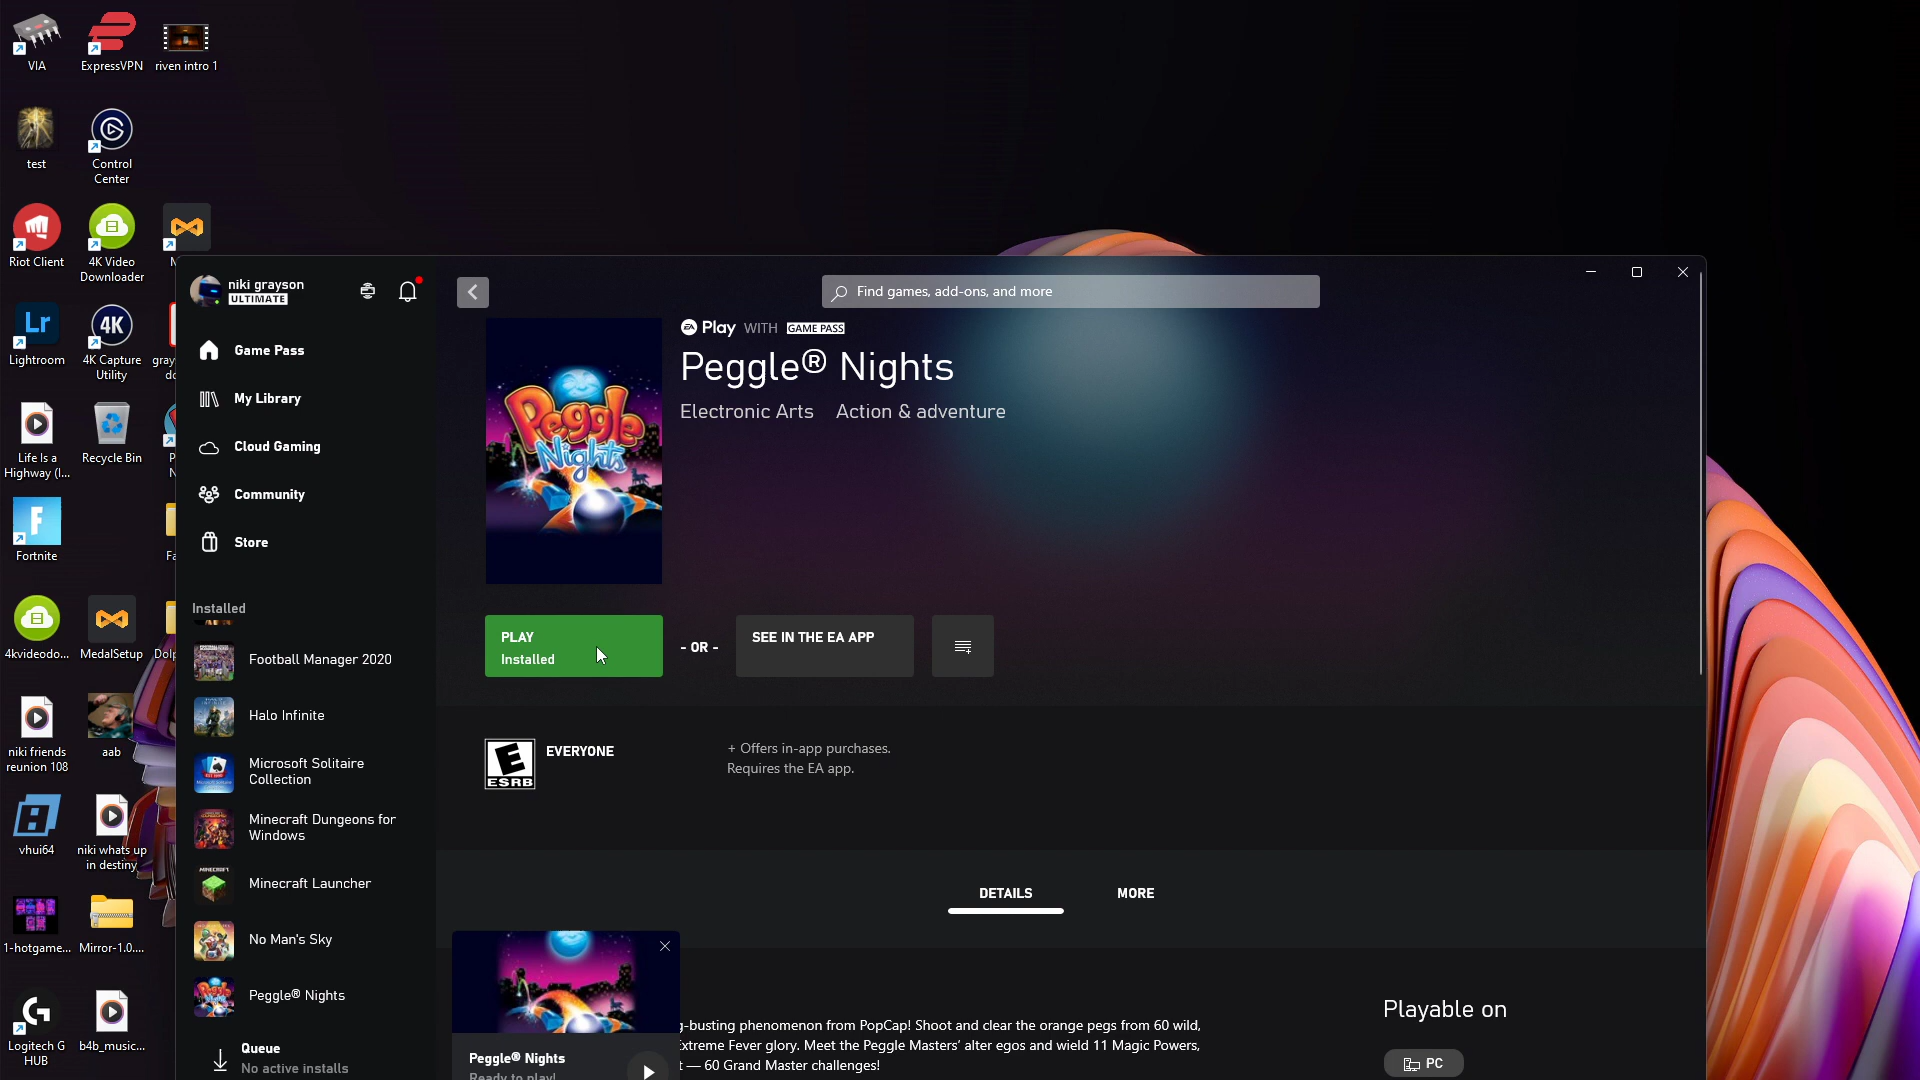 VIA
ExpressVPN
riven intro 1
test
Control
Center
Riot Client
4K Video
Downloader
Lightroom
4K Capture
Utility
Life Is a
Highway (I...
Recycle Bin
Fortnite
4kvideodo...
MedalSetup
niki friends
reunion 108
aab
vhui64
niki whats up
in destiny
1-hotgame...
Mirror-1.0....
Logitech G
HUB
b4b_music...
niki grayson
ULTIMATE
Game Pass
My Library
Cloud Gaming
Community
Store
Installed
Football Manager 2020
Halo Infinite
Microsoft Solitaire
Collection
Minecraft Dungeons for
Windows
Minecraft Launcher
No Man's Sky
Peggle® Nights
Queue
No active installs
Find games, add-ons, and more
Peggle
Nights
EA Play WITH GAME PASS
Peggle® Nights
Electronic Arts Action & adventure
PLAY
Installed
- OR -
SEE IN THE EA APP
E
ESRB
EVERYONE
+ Offers in-app purchases.
Requires the EA app.
DETAILS
MORE
g-busting phenomenon from PopCap! Shoot and clear the orange pegs from 60 wild,
Extreme Fever glory. Meet the Peggle Masters' alter egos and wield 11 Magic Powers,
t — 60 Grand Master challenges!
Playable on
PC
Peggle® Nights
Ready to play!